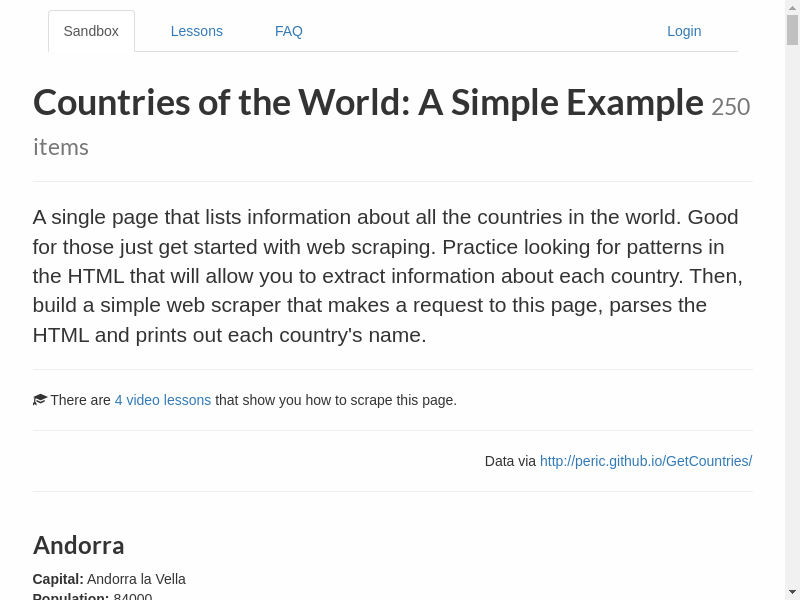 Sandbox Lessons FAQ Login
Countries of the World: A Simple Example 250
items
A single page that lists information about all the countries in the world. Good
for those just get started with web scraping. Practice looking for patterns in
the HTML that will allow you to extract information about each country. Then,
build a simple web scraper that makes a request to this page, parses the
HTML and prints out each country's name.
There are 4 video lessons that show you how to scrape this page.
Data via http://peric.github.io/GetCountries/
Andorra
Capital: Andorra la Vella
Population: 84000